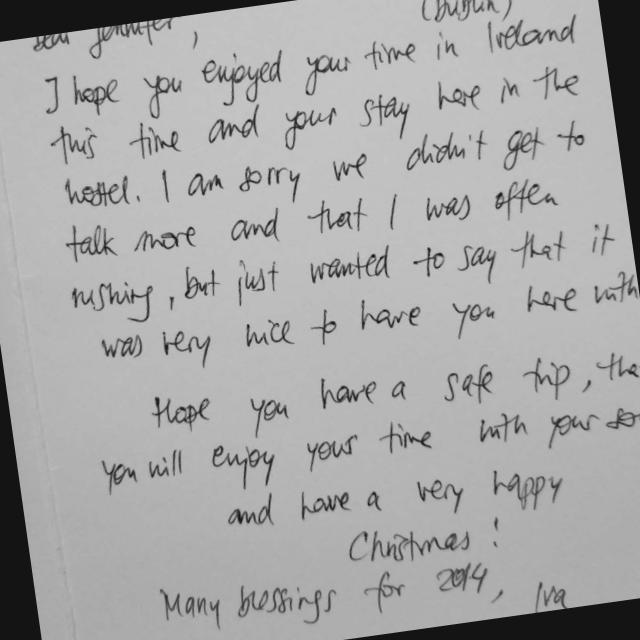 Dear Jennifer,
(Dublin)
I hope you enjoyed your time in Ireland
this time and your stay here in the
hostel. I am sorry we didn't get to
talk more and that I was often
rushing, but just wanted to say that it
was very nice to have you here with
Hope you have a safe trip, tha
you will enjoy your time with your so
and have a very happy
Christmas!
Many blessings for 2014, Iva